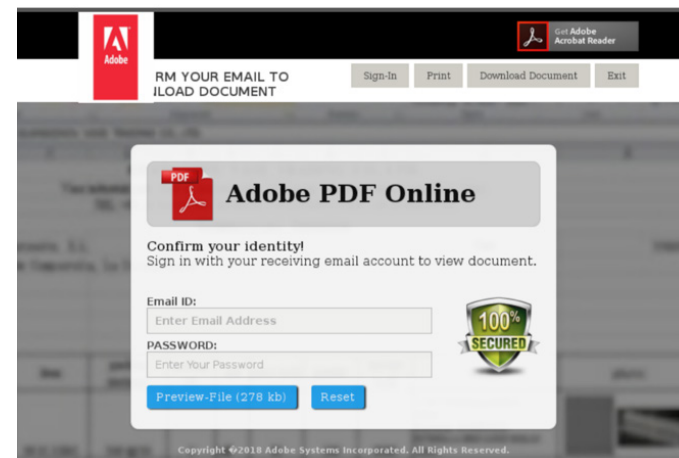 Adobe
Get Adobe
Acrobat Reader
RM YOUR EMAIL TO
LOAD DOCUMENT
Sign-In
Print
Download Document
Exit
PDF
Adobe PDF Online
Confirm your identity!
Sign in with your receiving email account to view document.
Email ID:
Enter Email Address
PASSWORD:
Enter Your Password
100%
SECURED
Preview-File (278 kb)
Reset
Copyright �2018 Adobe Systems Incorporated. All Rights Reserved.